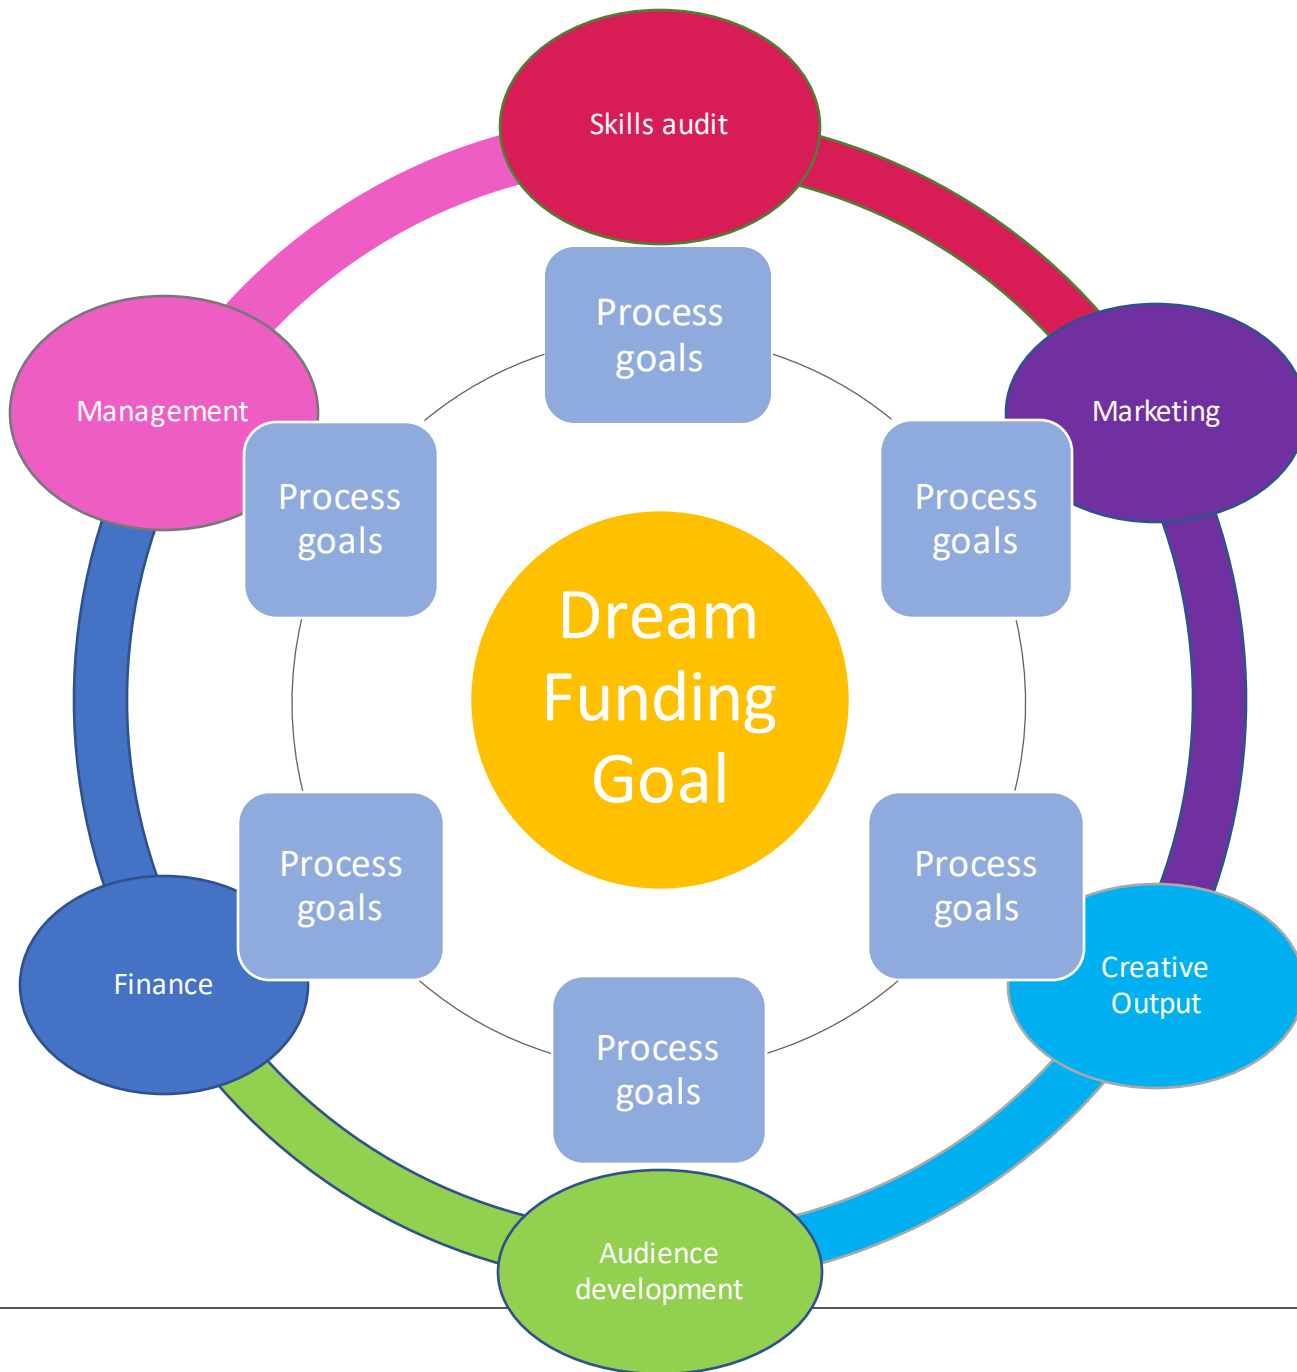 Skills audit
Process
goals
Management
Marketing
Process
goals
Process
goals
Dream
Funding
Goal
Process
goals
Process
goals
Finance
Creative
Output
Process
goals
Audience
development